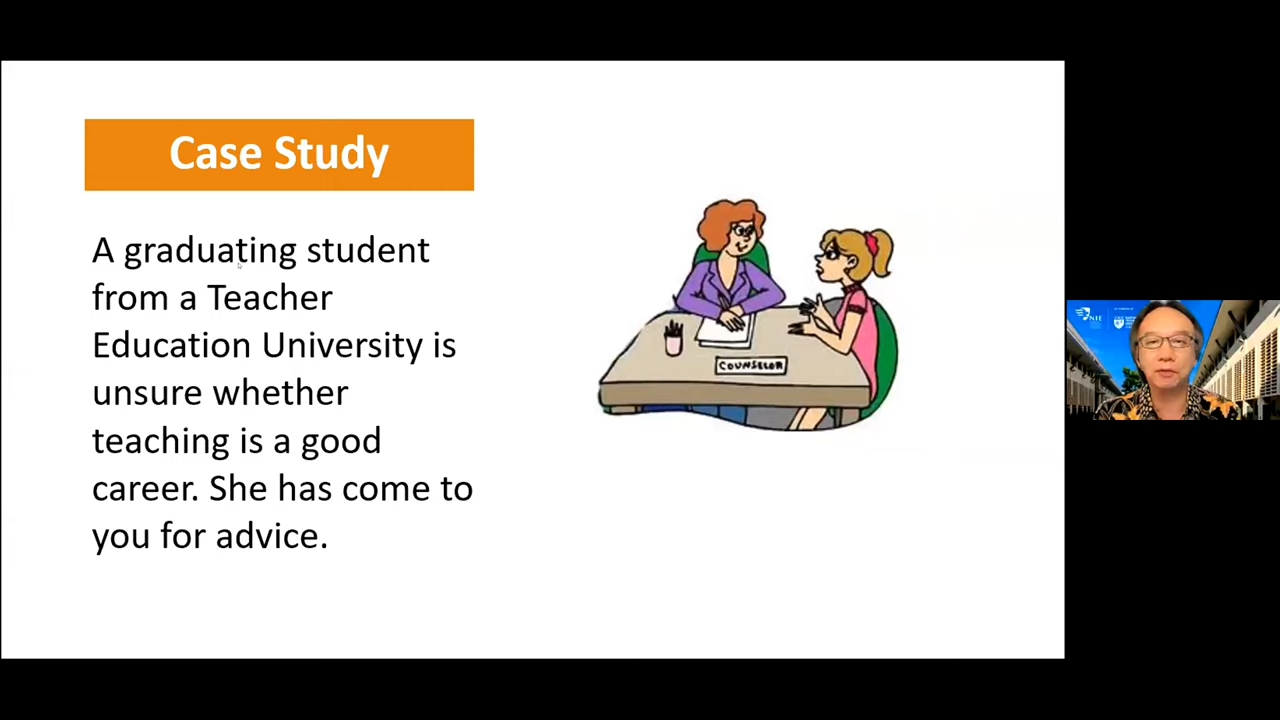 Case Study
A graduating student
from a Teacher
Education University is
unsure whether
teaching is a good
career. She has come to
you for advice.
COUNSELOR
NIE